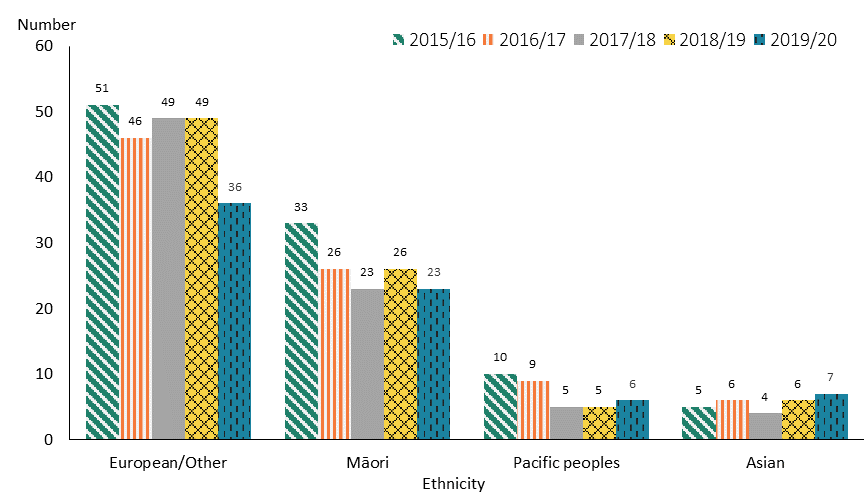 Number
2015/16 2016/17 2017/18 2018/19 2019/20
60
50
40
30
20
10
0
51 46 49 49 36
33 26 23 26 23
10 9 5 5 6
5 6 4 6 7
European/Other Māori Pacific peoples Asian
Ethnicity